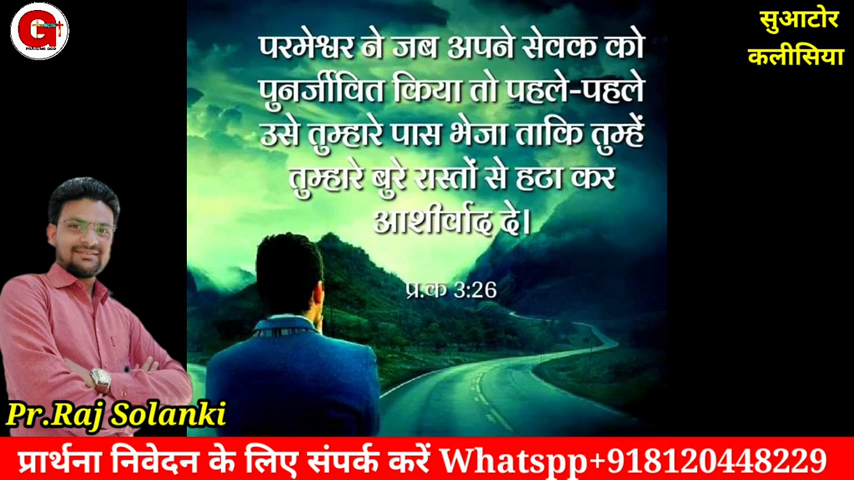 सुआटोर
कलीसिया
परमेश्वर ने जब अपने सेवक को
पुनर्जीवित किया तो पहले-पहले
उसे तुम्हारे पास भेजा ताकि तुम्हें
तुम्हारे बुरे रास्तों से हटा कर
आशीर्वाद दे।
प्र.क 3:26
Pr.Raj Solanki
प्रार्थना निवेदन के लिए संपर्क करें Whatspp+918120448229